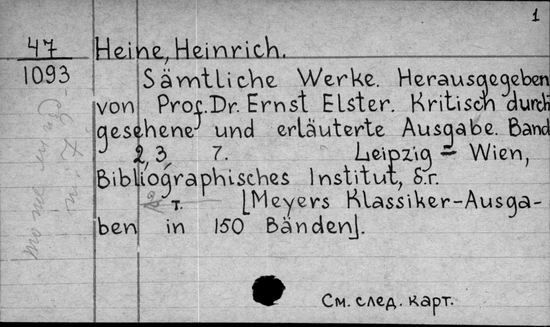 1
47
1093
Heine, Heinrich.
Sämtliche Werke. Herausgegeben
von Prof. Dr. Ernst Elster. Kritisch durch
gesehene und erläuterte Ausgabe. Band
2, 3, 7. Leipzig – Wien,
Bibliographisches Institut, б.г.
т. [Meyers Klassiker-Ausga-
ben in 150 Bänden].
См. след. карт.